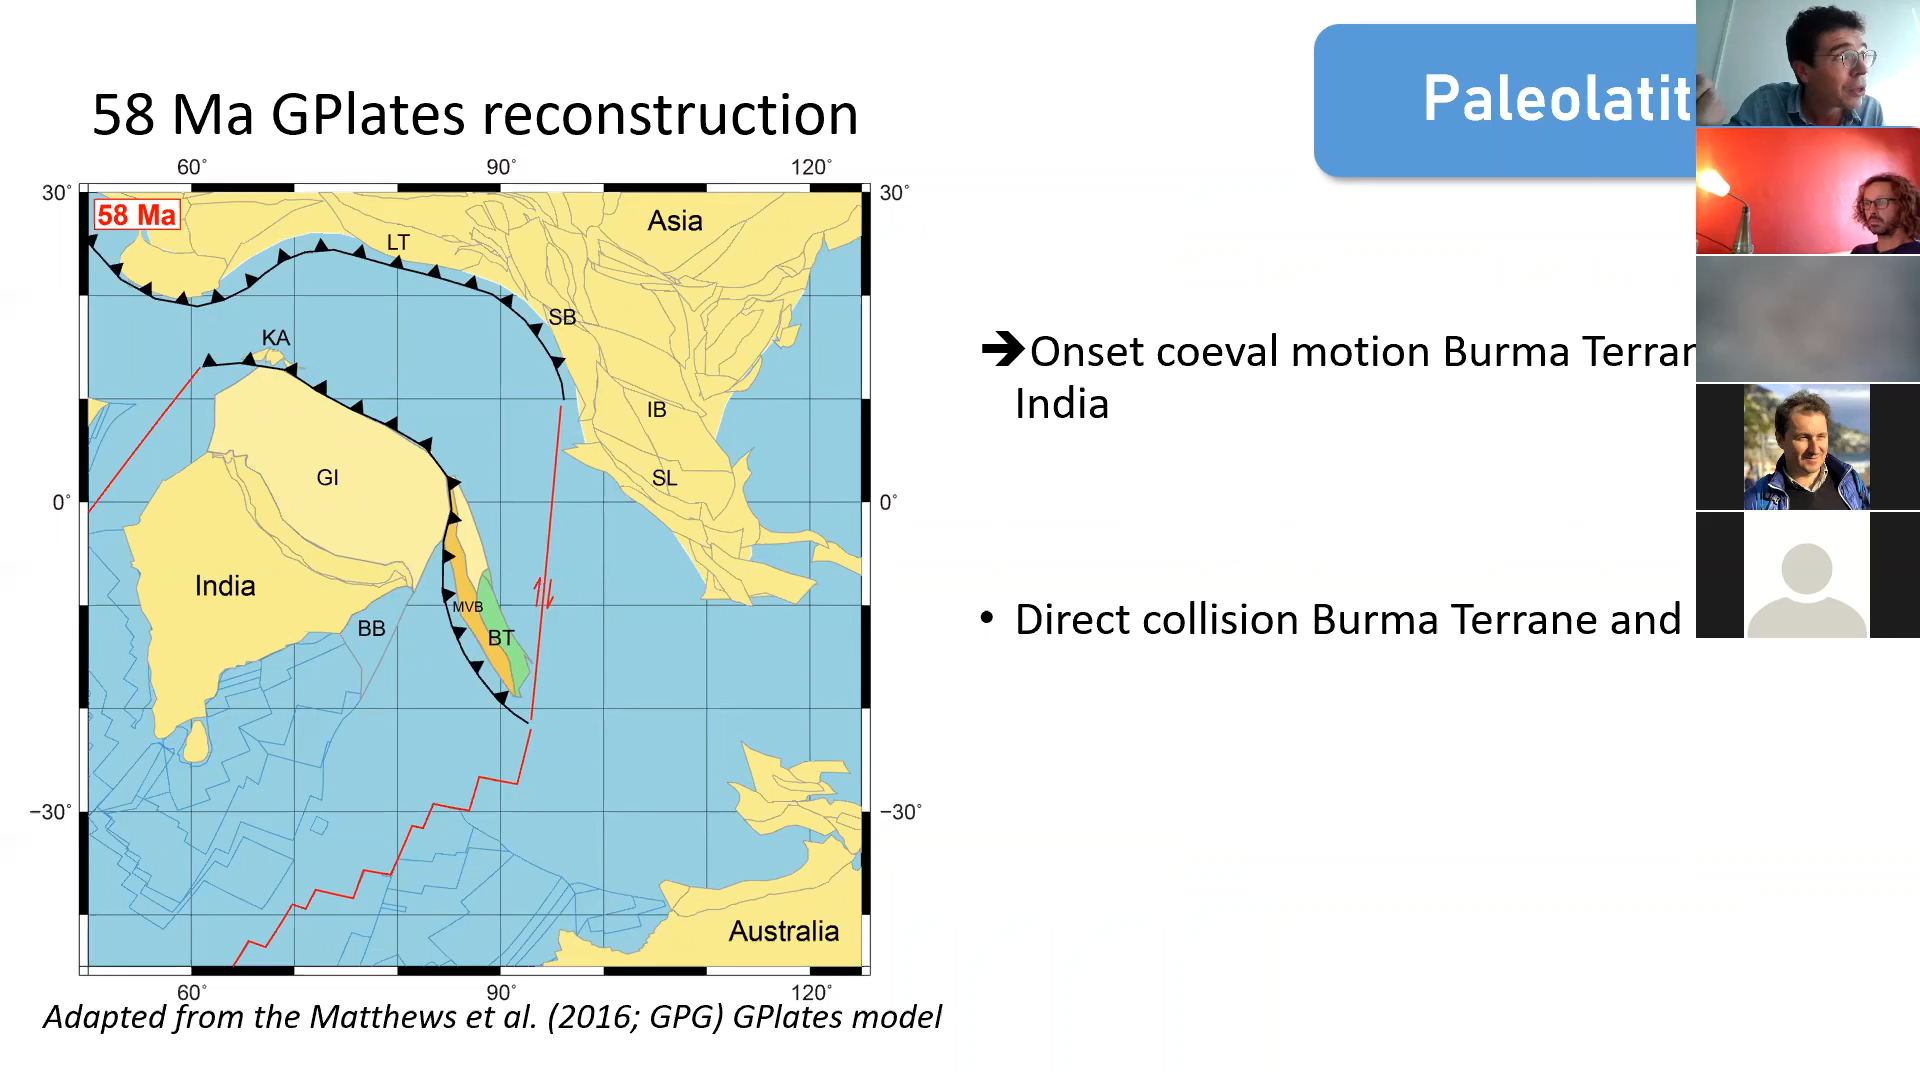 Paleolatit
58 Ma GPlates reconstruction
60° 90° 120°
30° 30°
58 Ma
Asia
LT
SB
KA
IB
GI
SL
0° 0°
India
MVB
BB
BT
−30° −30°
Australia
60° 90° 120°
Adapted from the Matthews et al. (2016; GPG) GPlates model
➔Onset coeval motion Burma Terran
India
• Direct collision Burma Terrane and